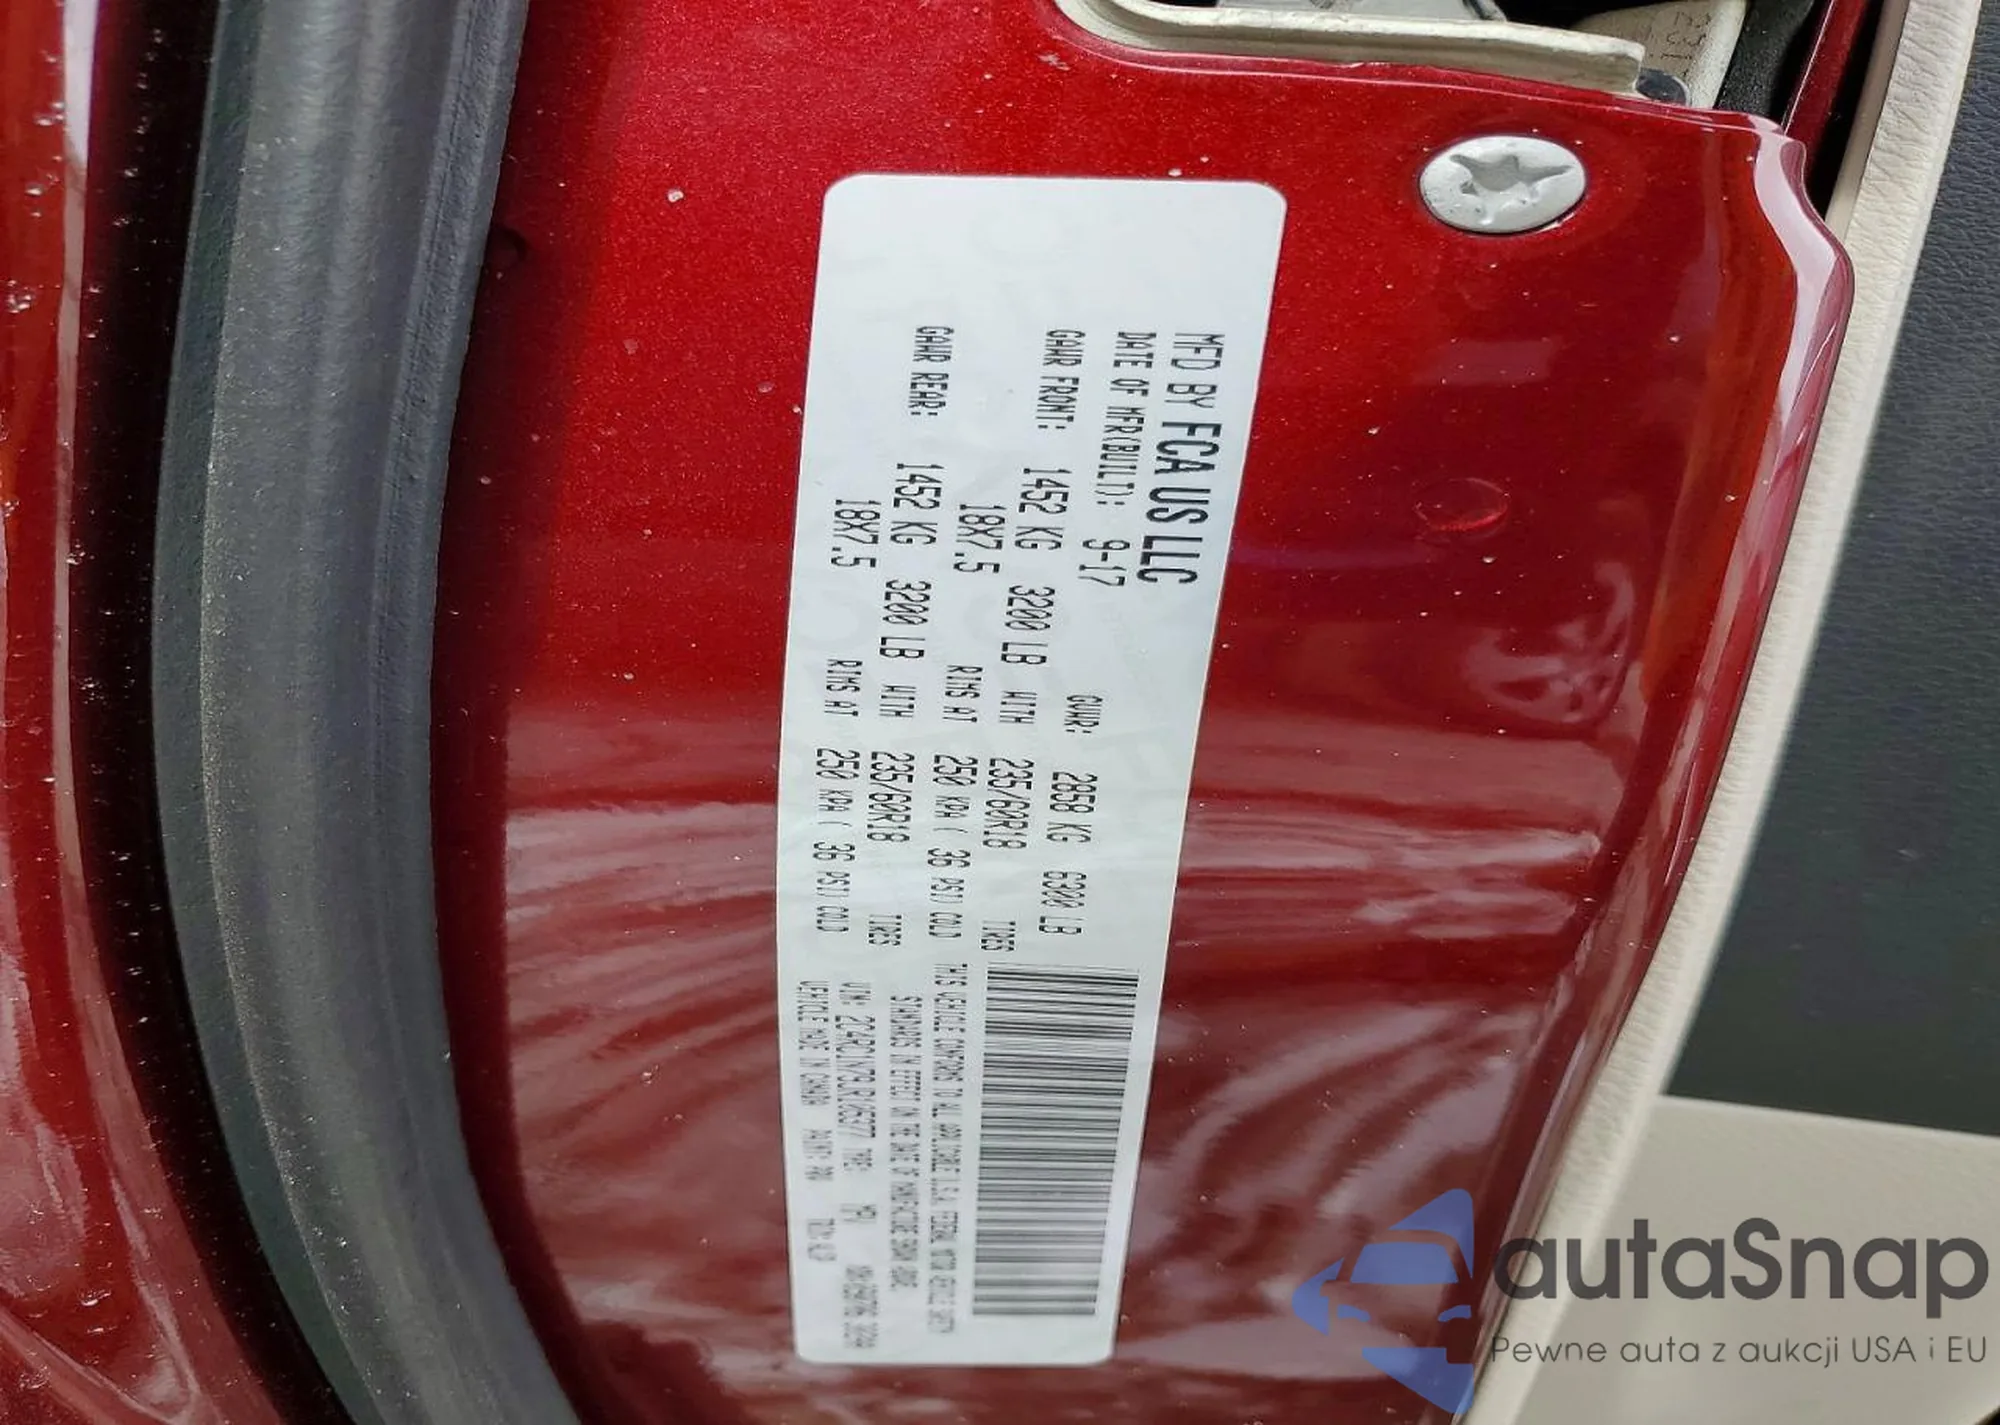 MFD BY FCA US LLC
DATE OF MFR(BUILT): 9-17 GVWR: 2858 KG 6300 LB
GAWR FRONT: 1452 KG 3200 LB WITH 235/60R18 TIRES
18X7.5 RIMS AT 250 KPA ( 36 PSI) COLD
GAWR REAR: 1452 KG 3200 LB WITH 235/60R18 TIRES
18X7.5 RIMS AT 250 KPA ( 36 PSI) COLD
THIS VEHICLE CONFORMS TO ALL APPLICABLE U.S.A. FEDERAL MOTOR VEHICLE SAFETY
STANDARDS IN EFFECT ON THE DATE OF MANUFACTURE SHOWN ABOVE.
VIN: TYPE: MPV
VEHICLE MADE IN CANADA PAINT:
autaSnap
Pewne auta z aukcji USA i EU